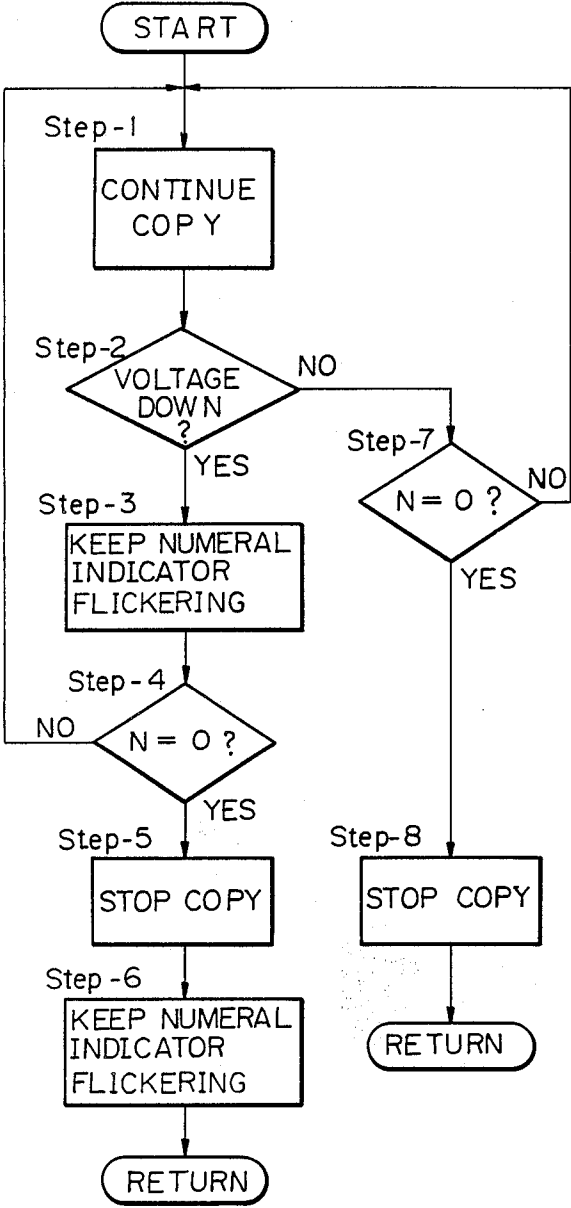 START
Step-1
CONTINUE
COPY
Step-2
VOLTAGE
DOWN
?
NO
YES
Step-3
KEEP NUMERAL
INDICATOR
FLICKERING
Step-4
N = 0 ?
NO
YES
Step-5
STOP COPY
Step-6
KEEP NUMERAL
INDICATOR
FLICKERING
RETURN
Step-7
N = 0 ?
NO
YES
Step-8
STOP COPY
RETURN